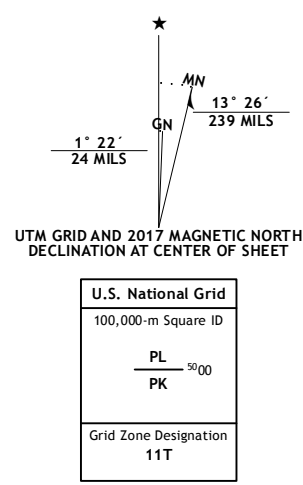 ★
MN
GN
13° 26´
239 MILS
1° 22´
24 MILS
UTM GRID AND 2017 MAGNETIC NORTH
DECLINATION AT CENTER OF SHEET
U.S. National Grid
100,000-m Square ID
PL
⁵⁰00
PK
Grid Zone Designation
11T